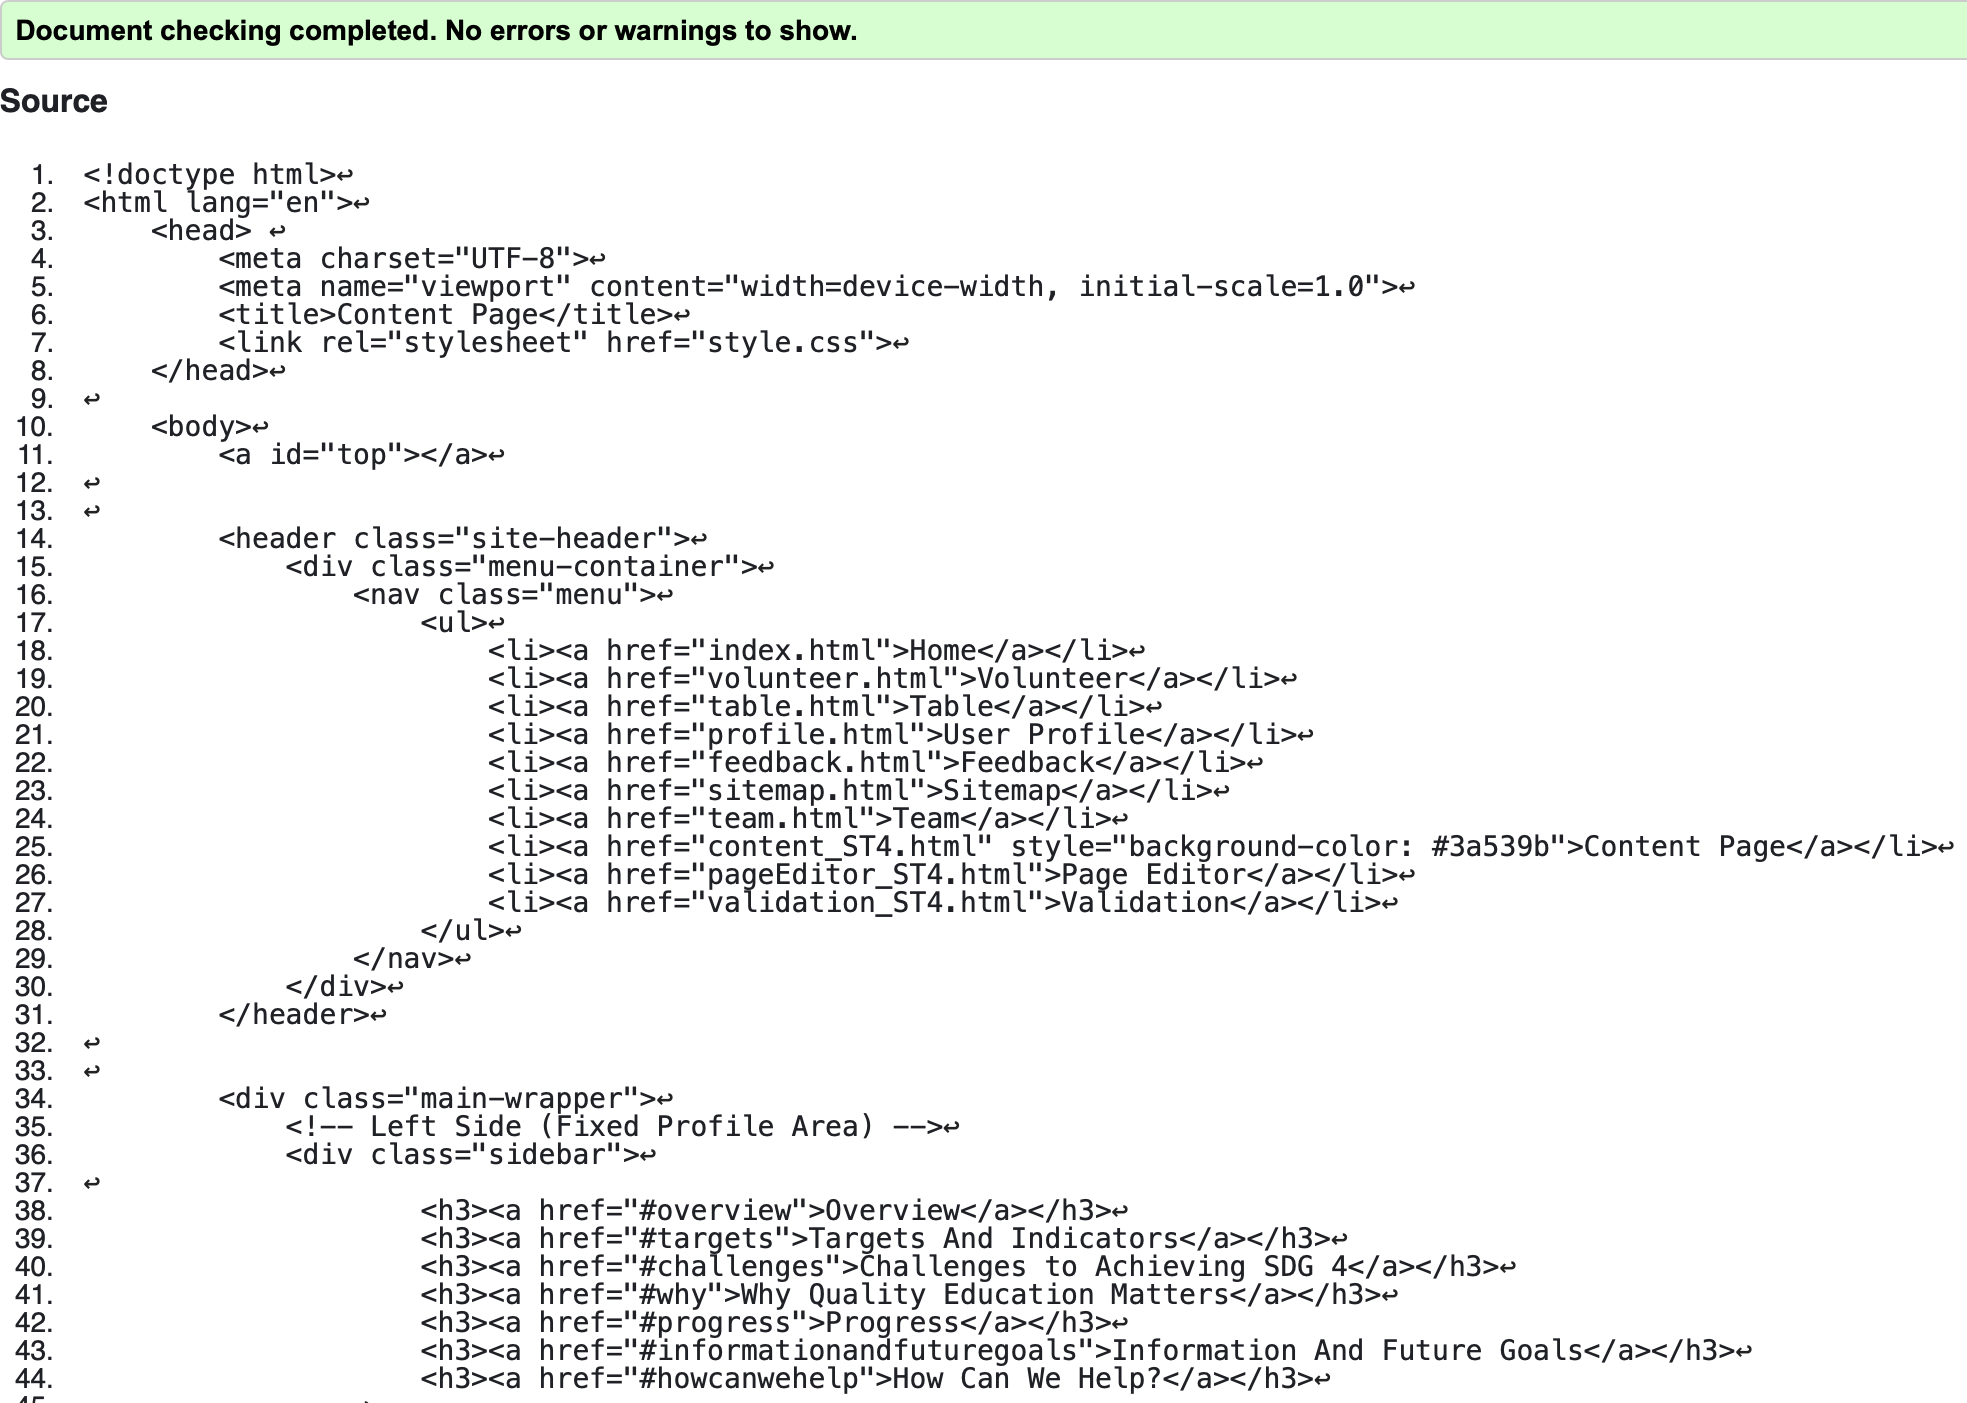 Document checking completed. No errors or warnings to show.
Source
1. <!doctype html>↩
2. <html lang="en">↩
3.     <head> ↩
4.         <meta charset="UTF-8">↩
5.         <meta name="viewport" content="width=device-width, initial-scale=1.0">↩
6.         <title>Content Page</title>↩
7.         <link rel="stylesheet" href="style.css">↩
8.     </head>↩
9. ↩
10.     <body>↩
11.         <a id="top"></a>↩
12. ↩
13. ↩
14.         <header class="site-header">↩
15.             <div class="menu-container">↩
16.                 <nav class="menu">↩
17.                     <ul>↩
18.                         <li><a href="index.html">Home</a></li>↩
19.                         <li><a href="volunteer.html">Volunteer</a></li>↩
20.                         <li><a href="table.html">Table</a></li>↩
21.                         <li><a href="profile.html">User Profile</a></li>↩
22.                         <li><a href="feedback.html">Feedback</a></li>↩
23.                         <li><a href="sitemap.html">Sitemap</a></li>↩
24.                         <li><a href="team.html">Team</a></li>↩
25.                         <li><a href="content_ST4.html" style="background-color: #3a539b">Content Page</a></li>↩
26.                         <li><a href="pageEditor_ST4.html">Page Editor</a></li>↩
27.                         <li><a href="validation_ST4.html">Validation</a></li>↩
28.                     </ul>↩
29.                 </nav>↩
30.             </div>↩
31.         </header>↩
32. ↩
33. ↩
34.         <div class="main-wrapper">↩
35.             <!-- Left Side (Fixed Profile Area) -->↩
36.             <div class="sidebar">↩
37. ↩
38.                     <h3><a href="#overview">Overview</a></h3>↩
39.                     <h3><a href="#targets">Targets And Indicators</a></h3>↩
40.                     <h3><a href="#challenges">Challenges to Achieving SDG 4</a></h3>↩
41.                     <h3><a href="#why">Why Quality Education Matters</a></h3>↩
42.                     <h3><a href="#progress">Progress</a></h3>↩
43.                     <h3><a href="#informationandfuturegoals">Information And Future Goals</a></h3>↩
44.                     <h3><a href="#howcanwehelp">How Can We Help?</a></h3>↩